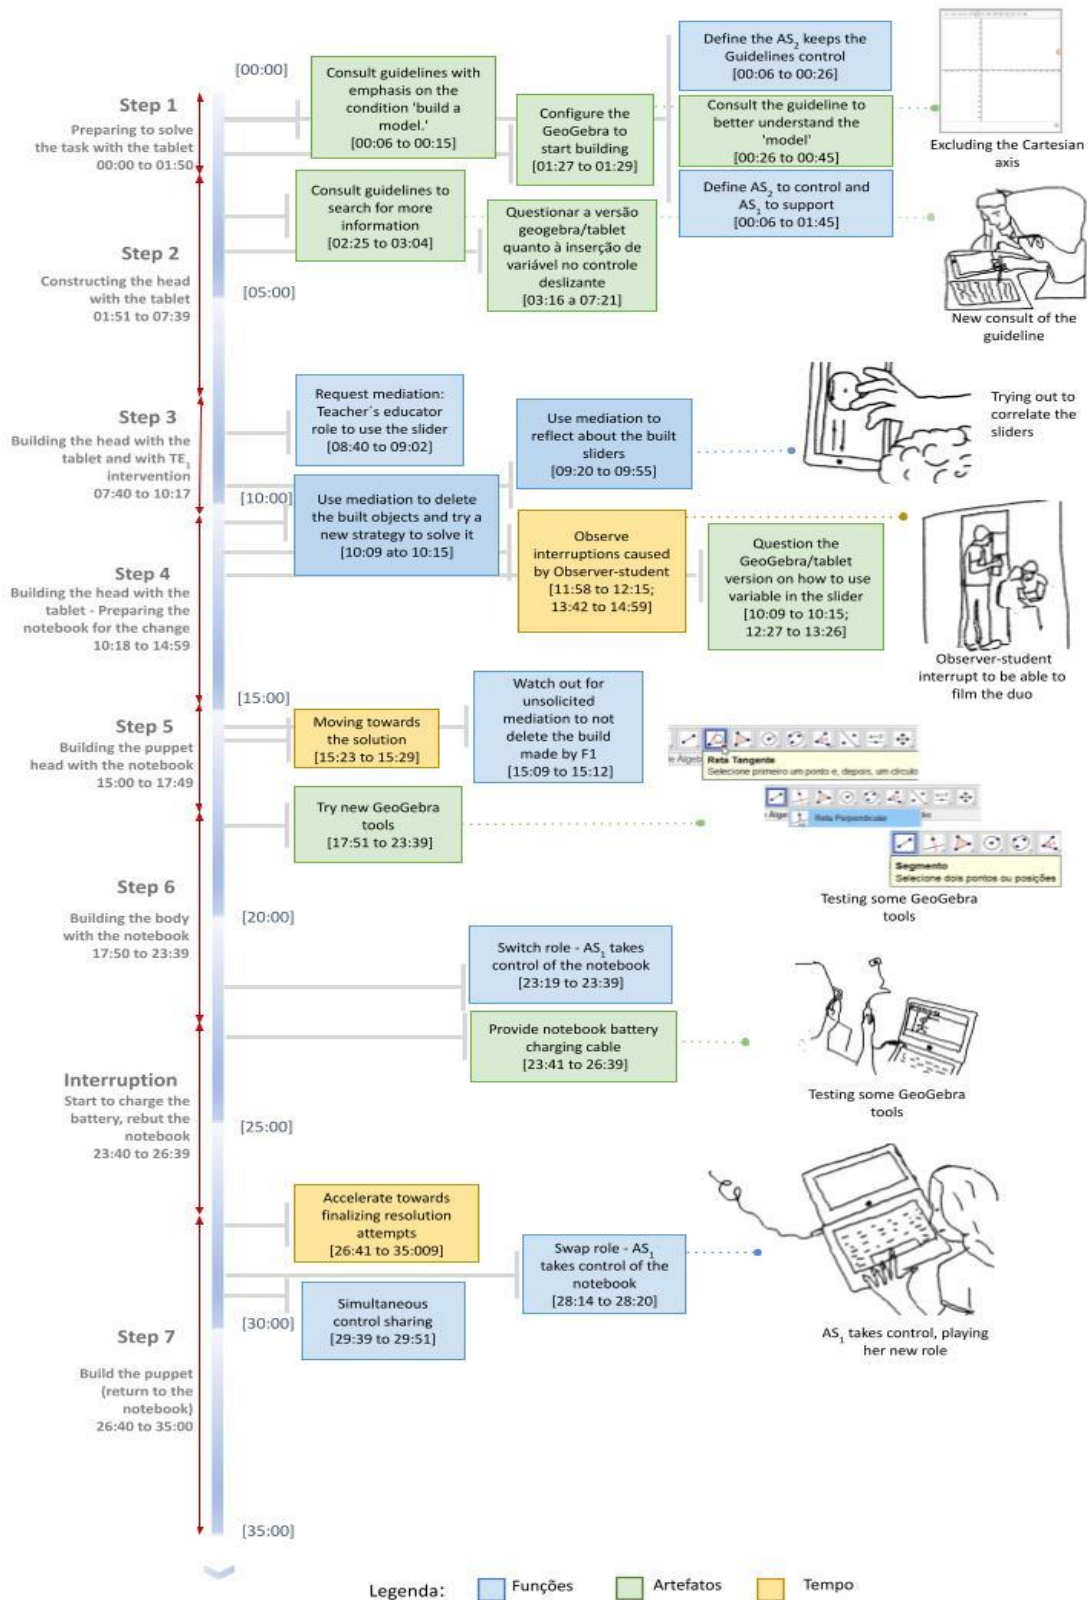 [00:00]
Step 1
Preparing to solve
the task with the tablet
00:00 to 01:50
Consult guidelines with
emphasis on the
condition 'build a
model.'
[00:06 to 00:15]
Configure the
GeoGebra to
start building
[01:27 to 01:29]
Define the AS₂ keeps the
Guidelines control
[00:06 to 00:26]
Consult the guideline to
better understand the
'model'
[00:26 to 00:45]
Define AS₂ to control and
AS₁ to support
[00:06 to 01:45]
Excluding the Cartesian
axis
Step 2
Constructing the head
with the tablet
01:51 to 07:39
Consult guidelines to
search for more
information
[02:25 to 03:04]
Questionar a versão
geogebra/tablet
quanto à inserção de
variável no controle
deslizante
[03:16 a 07:21]
New consult of the
guideline
[05:00]
Step 3
Building the head with the
tablet and with TE₁
intervention
07:40 to 10:17
Request mediation:
Teacher´s educator
role to use the slider
[08:40 to 09:02]
Use mediation to
reflect about the built
sliders
[09:20 to 09:55]
Trying out to
correlate the
sliders
[10:00]
Use mediation to delete
the built objects and try a
new strategy to solve it
[10:09 ato 10:15]
Step 4
Building the head with the
tablet - Preparing the
notebook for the change
10:18 to 14:59
Observe
interruptions caused
by Observer-student
[11:58 to 12:15;
13:42 to 14:59]
Question the
GeoGebra/tablet
version on how to use
variable in the slider
[10:09 to 10:15;
12:27 to 13:26]
Observer-student
interrupt to be able to
film the duo
[15:00]
Step 5
Building the puppet
head with the notebook
15:00 to 17:49
Moving towards
the solution
[15:23 to 15:29]
Watch out for
unsolicited
mediation to not
delete the build
made by F1
[15:09 to 15:12]
Reta Tangente
Selecione primeiro um ponto e, depois, um círculo
Reta Perpendicular
Segmento
Selecione dois pontos ou posições
Testing some GeoGebra
tools
Try new GeoGebra
tools
[17:51 to 23:39]
Step 6
Building the body
with the notebook
17:50 to 23:39
[20:00]
Switch role - AS₁ takes
control of the notebook
[23:19 to 23:39]
Provide notebook battery
charging cable
[23:41 to 26:39]
Testing some GeoGebra
tools
Interruption
Start to charge the
battery, rebut the
notebook
23:40 to 26:39
[25:00]
Accelerate towards
finalizing resolution
attempts
[26:41 to 35:009]
Swap role - AS₁
takes control of the
notebook
[28:14 to 28:20]
Simultaneous
control sharing
[29:39 to 29:51]
AS₁ takes control, playing
her new role
[30:00]
Step 7
Build the puppet
(return to the
notebook)
26:40 to 35:00
[35:00]
Legenda: Funções Artefatos Tempo